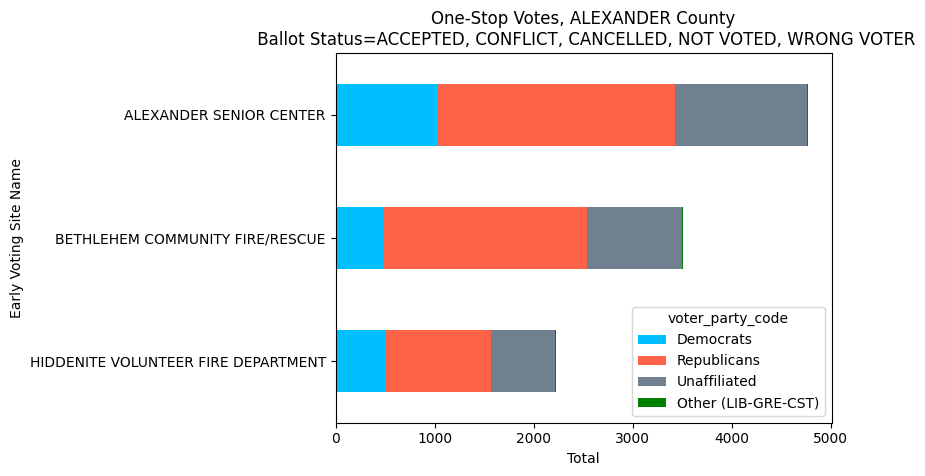 One-Stop Votes, ALEXANDER County
Ballot Status=ACCEPTED, CONFLICT, CANCELLED, NOT VOTED, WRONG VOTER
Early Voting Site Name
ALEXANDER SENIOR CENTER
BETHLEHEM COMMUNITY FIRE/RESCUE
HIDDENITE VOLUNTEER FIRE DEPARTMENT
voter_party_code
Democrats
Republicans
Unaffiliated
Other (LIB-GRE-CST)
0 1000 2000 3000 4000 5000
Total